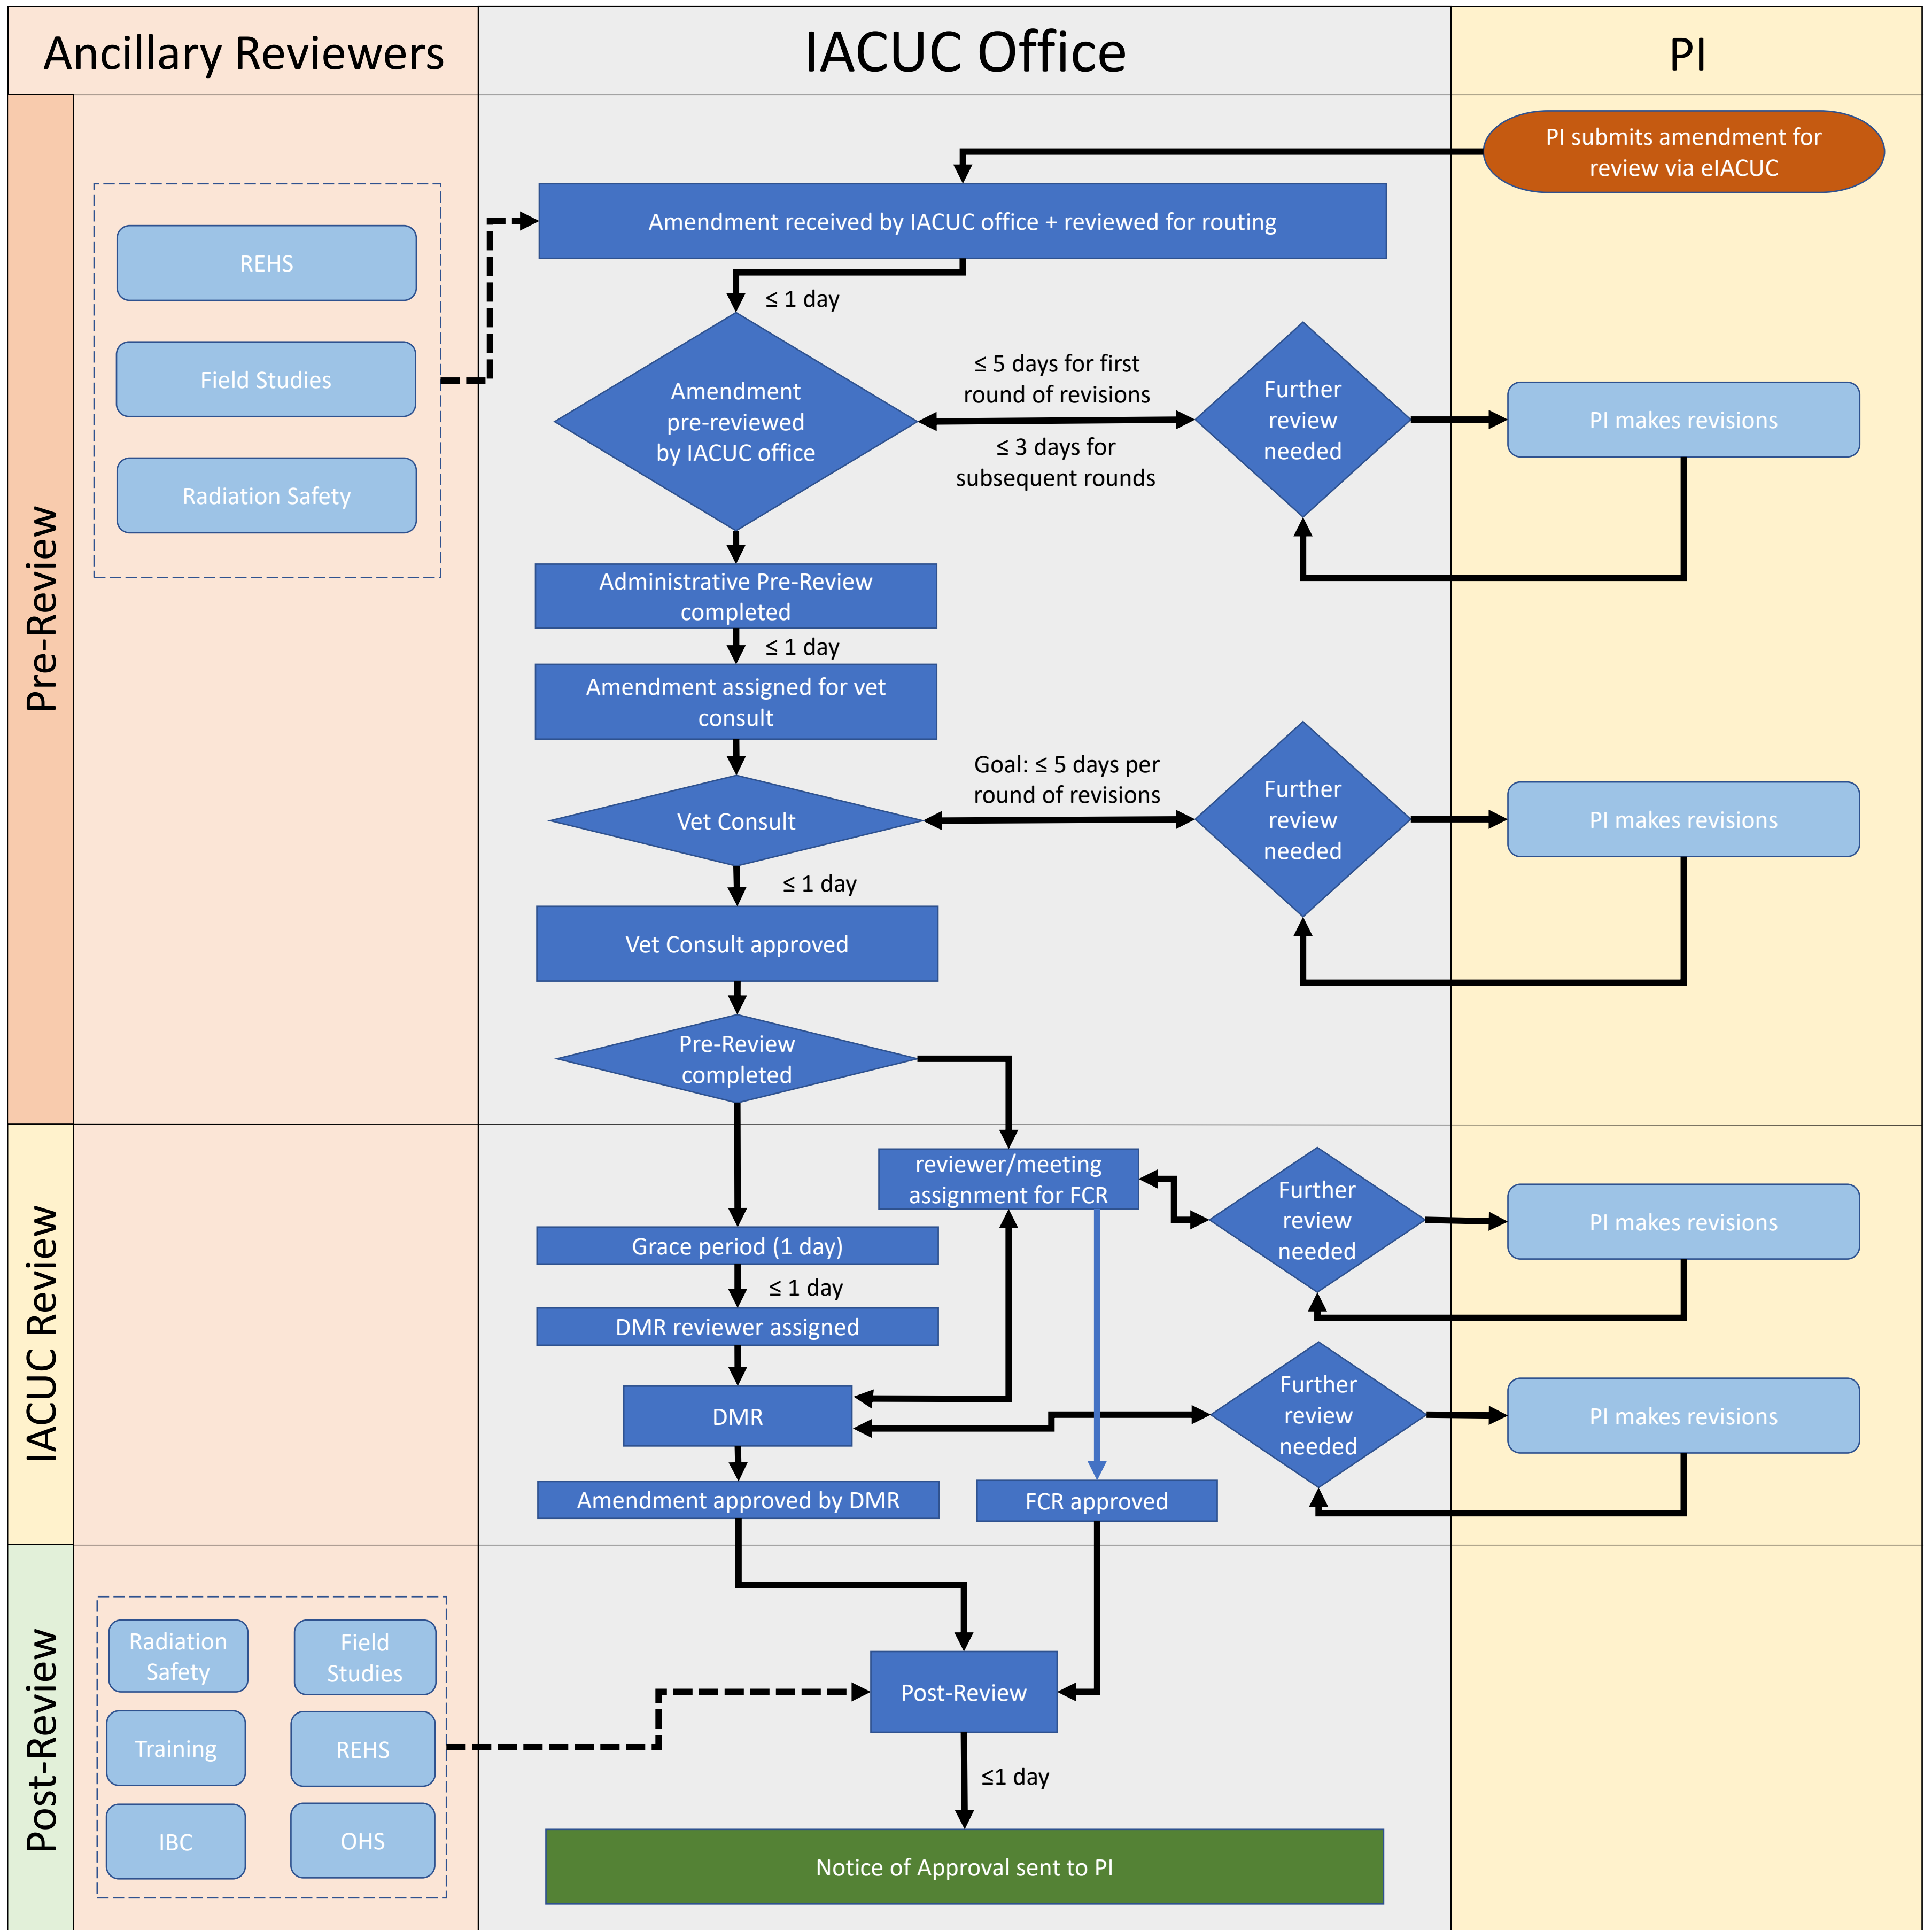 Ancillary Reviewers
IACUC Office
PI
Pre-Review
PI submits amendment for
review via eIACUC
Amendment received by IACUC office + reviewed for routing
REHS
Field Studies
Radiation Safety
≤ 1 day
Amendment
pre-reviewed
by IACUC office
≤ 5 days for first
round of revisions
≤ 3 days for
subsequent rounds
Further
review
needed
PI makes revisions
Administrative Pre-Review
completed
≤ 1 day
Amendment assigned for vet
consult
Vet Consult
Goal: ≤ 5 days per
round of revisions
Further
review
needed
PI makes revisions
≤ 1 day
Vet Consult approved
Pre-Review
completed
IACUC Review
reviewer/meeting
assignment for FCR
Further
review
needed
PI makes revisions
Grace period (1 day)
≤ 1 day
DMR reviewer assigned
DMR
Further
review
needed
PI makes revisions
Amendment approved by DMR
FCR approved
Post-Review
Radiation
Safety
Field
Studies
Training
REHS
IBC
OHS
Post-Review
≤1 day
Notice of Approval sent to PI